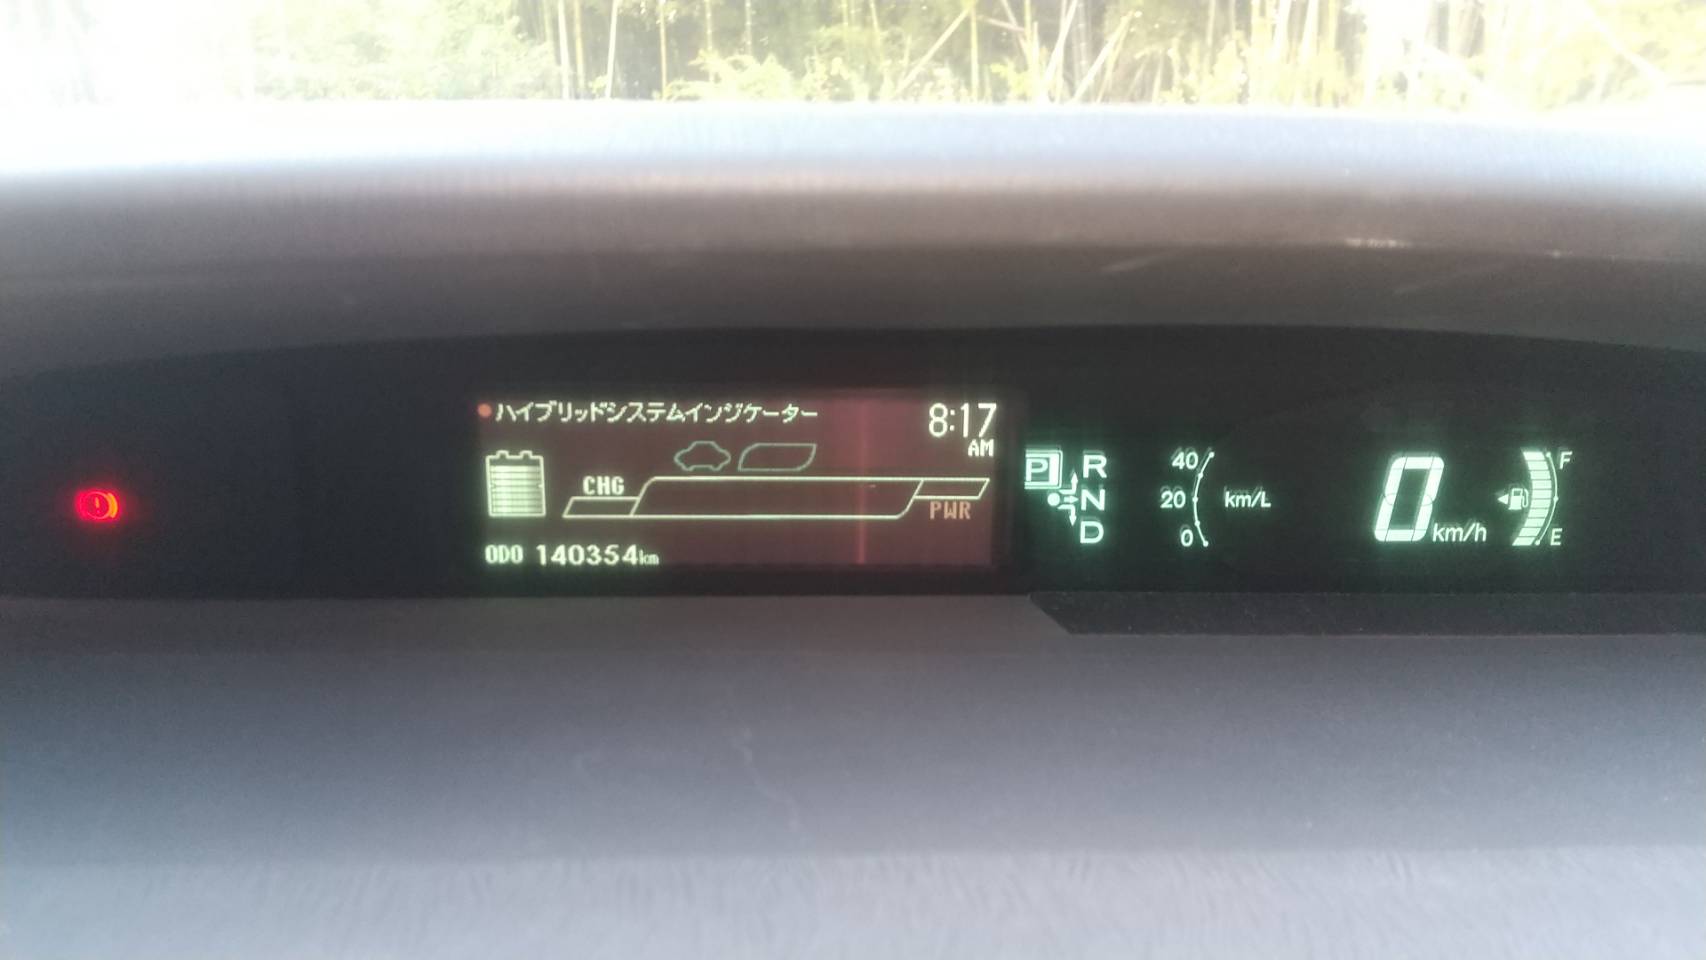 ハイブリッドシステムインジケーター
8:17
AM
CHG
PWR
ODO 140354km
P
R
N
D
40
20
0
km/L
0
km/h
F
E